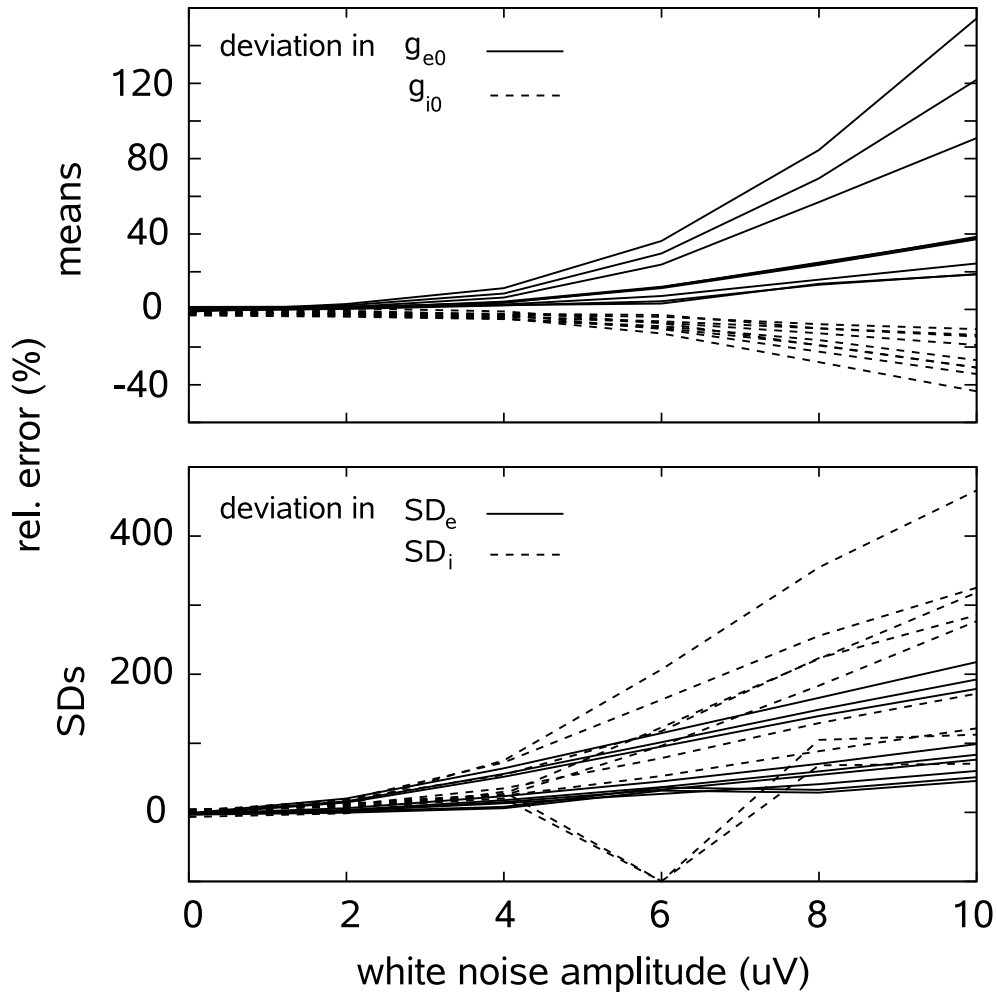 deviation in g_e0
g_i0
120
80
40
0
-40
means
rel. error (%)
deviation in SD_e
SD_i
400
200
0
SDs
0 2 4 6 8 10
white noise amplitude (uV)